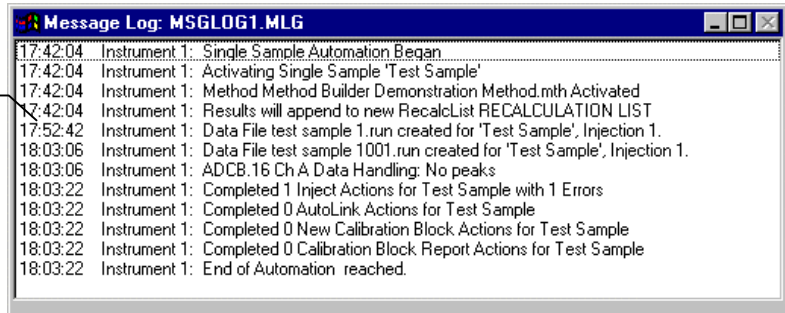 Message Log: MSGLOG1.MLG
17:42:04 Instrument 1: Single Sample Automation Began
17:42:04 Instrument 1: Activating Single Sample 'Test Sample'
17:42:04 Instrument 1: Method Method Builder Demonstration Method.mth Activated
17:42:04 Instrument 1: Results will append to new RecalcList RECALCULATION LIST
17:52:42 Instrument 1: Data File test sample 1.run created for 'Test Sample', Injection 1.
18:03:06 Instrument 1: Data File test sample 1001.run created for 'Test Sample', Injection 1.
18:03:06 Instrument 1: ADCB.16 Ch A Data Handling: No peaks
18:03:22 Instrument 1: Completed 1 Inject Actions for Test Sample with 1 Errors
18:03:22 Instrument 1: Completed 0 AutoLink Actions for Test Sample
18:03:22 Instrument 1: Completed 0 New Calibration Block Actions for Test Sample
18:03:22 Instrument 1: Completed 0 Calibration Block Report Actions for Test Sample
18:03:22 Instrument 1: End of Automation reached.